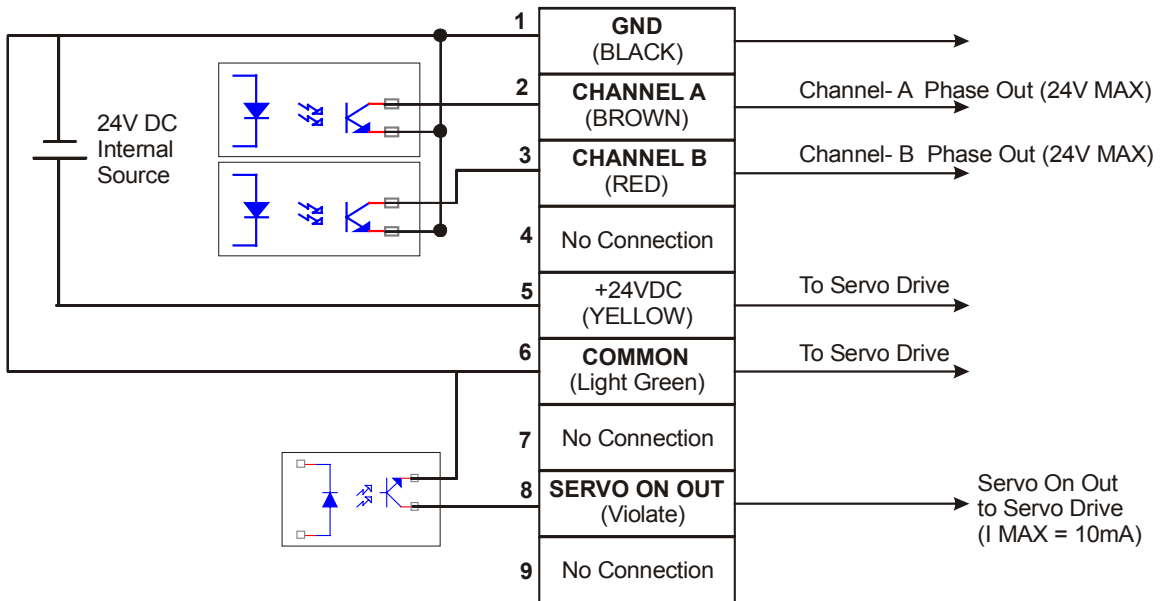 1
GND
(BLACK)
2
CHANNEL A
(BROWN)
Channel- A Phase Out (24V MAX)
24V DC
Internal
Source
3
CHANNEL B
(RED)
Channel- B Phase Out (24V MAX)
4
No Connection
5
+24VDC
(YELLOW)
To Servo Drive
6
COMMON
(Light Green)
To Servo Drive
7
No Connection
8
SERVO ON OUT
(Violate)
Servo On Out
to Servo Drive
(I MAX = 10mA)
9
No Connection